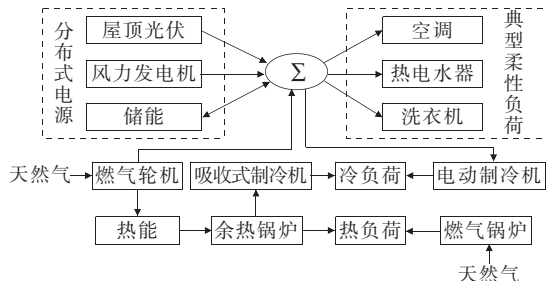 分布式电源
屋顶光伏
风力发电机
储能
Σ
空调
热电水器
洗衣机
典型柔性负荷
天然气
燃气轮机
吸收式制冷机
冷负荷
电动制冷机
热能
余热锅炉
热负荷
燃气锅炉
天然气